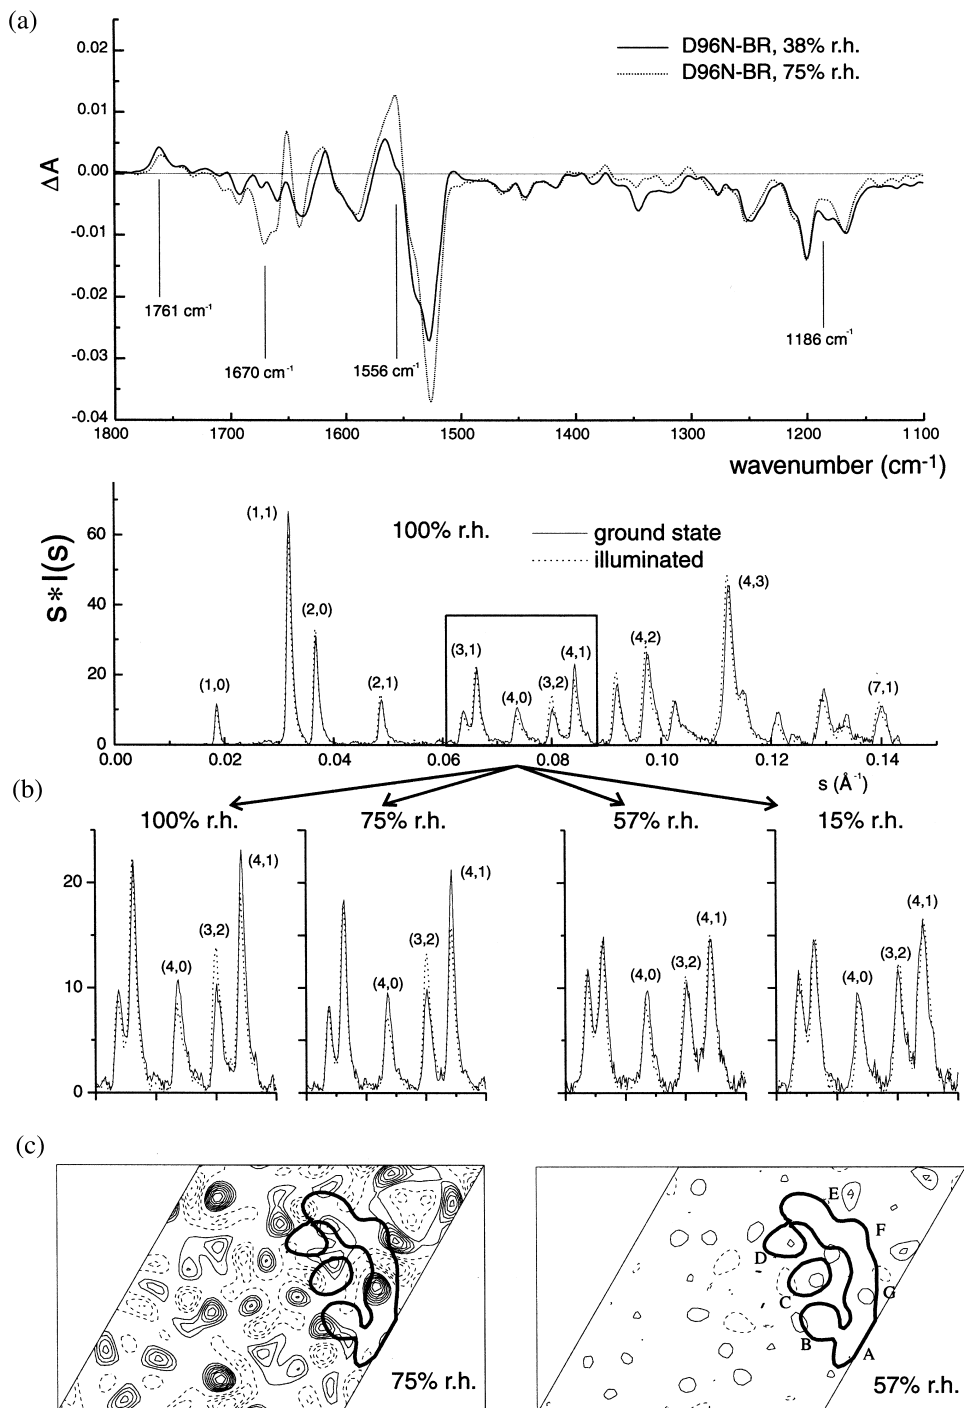 (a)
D96N-BR, 38% r.h.
D96N-BR, 75% r.h.
ΔA
0.02
0.01
0.00
-0.01
-0.02
-0.03
-0.04
1761 cm⁻¹
1670 cm⁻¹
1556 cm⁻¹
1186 cm⁻¹
1800 1700 1600 1500 1400 1300 1200 1100
wavenumber (cm-1)
S*I(s)
60
40
20
0
100% r.h.
ground state
illuminated
(1,1)
(2,0)
(1,0)
(2,1)
(3,1)
(4,0)
(3,2)
(4,1)
(4,2)
(4,3)
(7,1)
0.00 0.02 0.04 0.06 0.08 0.10 0.12 0.14
s (Å⁻¹)
(b)
100% r.h. 75% r.h. 57% r.h. 15% r.h.
20
10
0
(4,0) (3,2) (4,1)
(4,0) (3,2) (4,1)
(4,0) (3,2) (4,1)
(4,0) (3,2) (4,1)
(c)
75% r.h.
E
F
D
G
C
B
A
57% r.h.